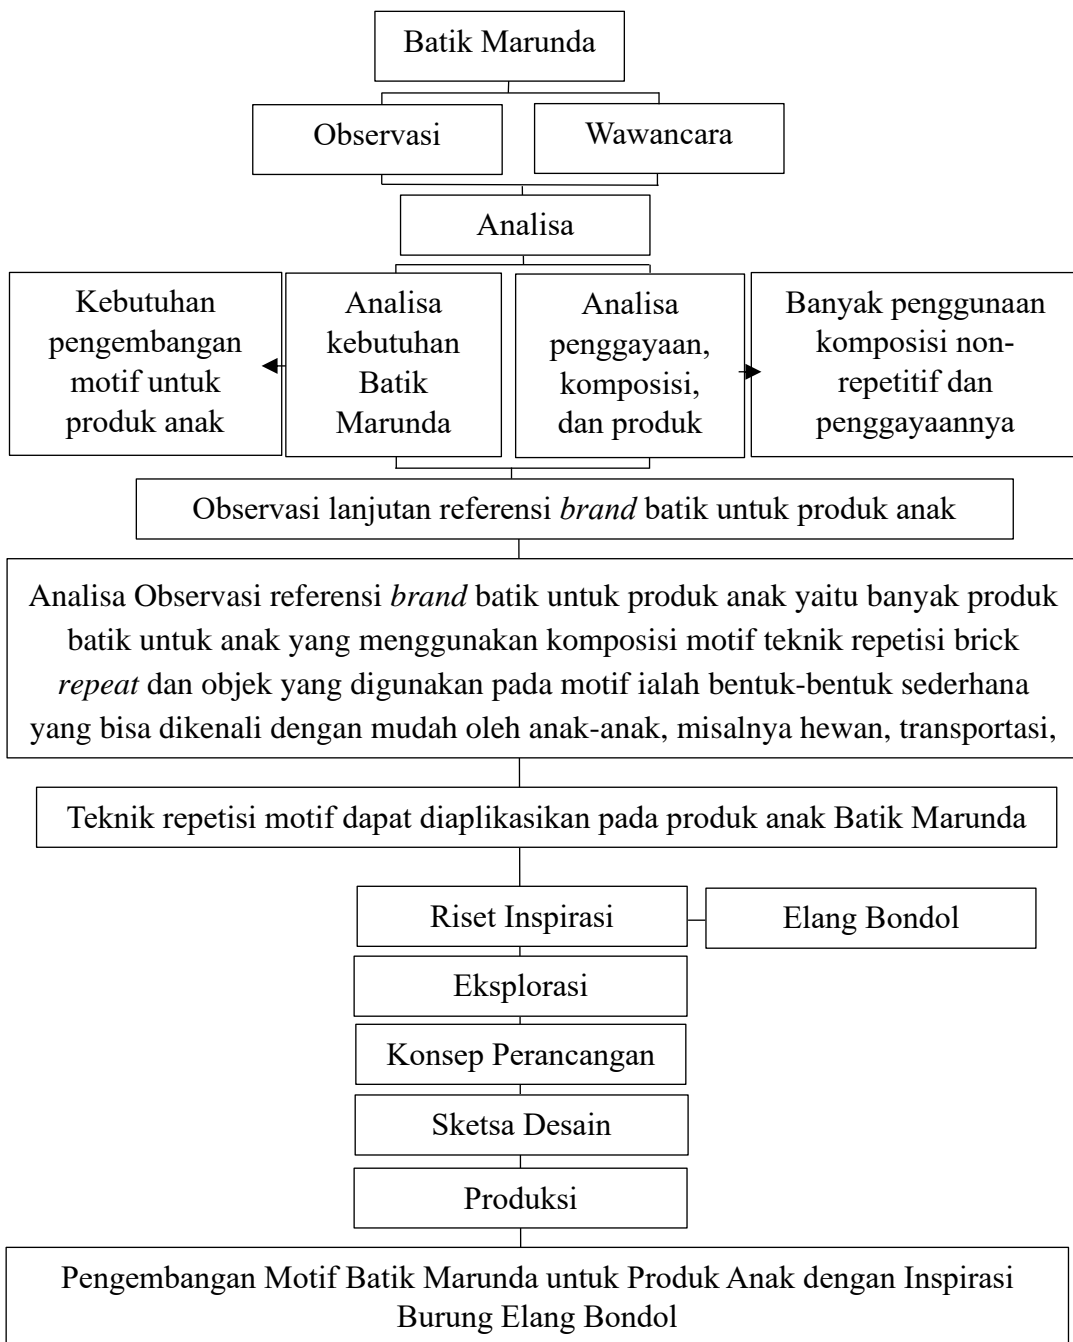 Batik Marunda
Observasi
Wawancara
Analisa
Kebutuhan
pengembangan
motif untuk
produk anak
Analisa
kebutuhan
Batik
Marunda
Analisa
penggayaan,
komposisi,
dan produk
Banyak penggunaan
komposisi non-
repetitif dan
penggayaannya
Observasi lanjutan referensi brand batik untuk produk anak
Analisa Observasi referensi brand batik untuk produk anak yaitu banyak produk
batik untuk anak yang menggunakan komposisi motif teknik repetisi brick
repeat dan objek yang digunakan pada motif ialah bentuk-bentuk sederhana
yang bisa dikenali dengan mudah oleh anak-anak, misalnya hewan, transportasi,
Teknik repetisi motif dapat diaplikasikan pada produk anak Batik Marunda
Riset Inspirasi
Elang Bondol
Eksplorasi
Konsep Perancangan
Sketsa Desain
Produksi
Pengembangan Motif Batik Marunda untuk Produk Anak dengan Inspirasi
Burung Elang Bondol